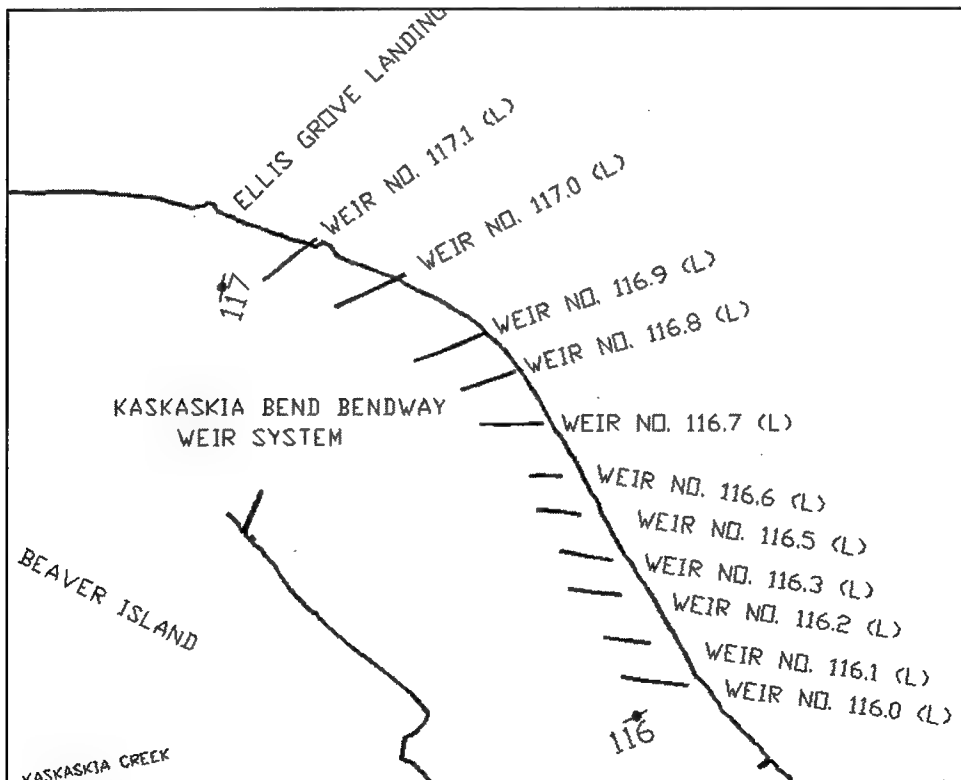 ELLIS GROVE LANDING
WEIR NO. 117.1 (L)
WEIR NO. 117.0 (L)
117
WEIR NO. 116.9 (L)
WEIR NO. 116.8 (L)
KASKASKIA BEND BENDWAY
WEIR SYSTEM
WEIR NO. 116.7 (L)
WEIR NO. 116.6 (L)
WEIR NO. 116.5 (L)
WEIR NO. 116.3 (L)
WEIR NO. 116.2 (L)
BEAVER ISLAND
WEIR NO. 116.1 (L)
WEIR NO. 116.0 (L)
116
KASKASKIA CREEK